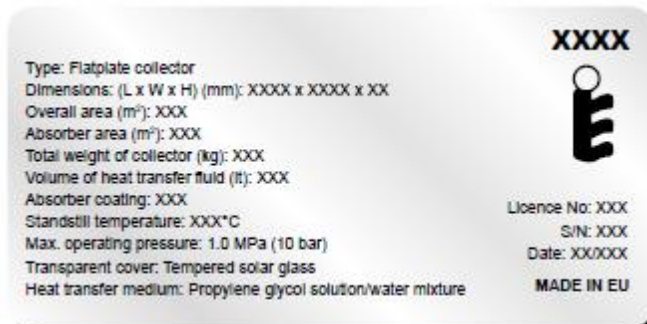 XXXX
Type: Flatplate collector
Dimensions: (L x W x H) (mm): XXXX x XXXX x XX
Overall area (m²): XXX
Absorber area (m²): XXX
Total weight of collector (kg): XXX
Volume of heat transfer fluid (lt): XXX
Absorber coating: XXX
Standstill temperature: XXX°C
Max. operating pressure: 1.0 MPa (10 bar)
Transparent cover: Tempered solar glass
Heat transfer medium: Propylene glycol solution/water mixture
Licence No: XXX
S/N: XXX
Date: XX/XXX
MADE IN EU